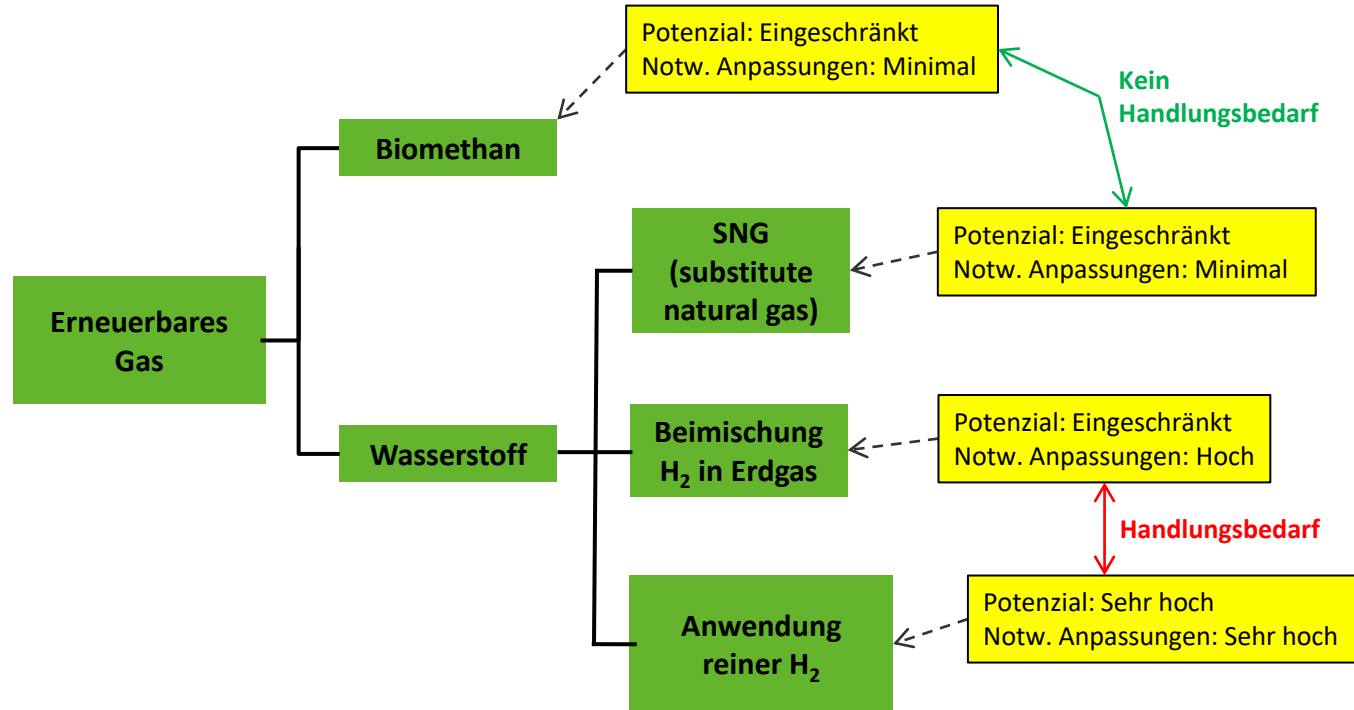 Potenzial: Eingeschränkt
Notw. Anpassungen: Minimal
Kein
Handlungsbedarf
Biomethan
SNG
(substitute
natural gas)
Potenzial: Eingeschränkt
Notw. Anpassungen: Minimal
Erneuerbares
Gas
Wasserstoff
Beimischung
H₂ in Erdgas
Potenzial: Eingeschränkt
Notw. Anpassungen: Hoch
Handlungsbedarf
Anwendung
reiner H₂
Potenzial: Sehr hoch
Notw. Anpassungen: Sehr hoch